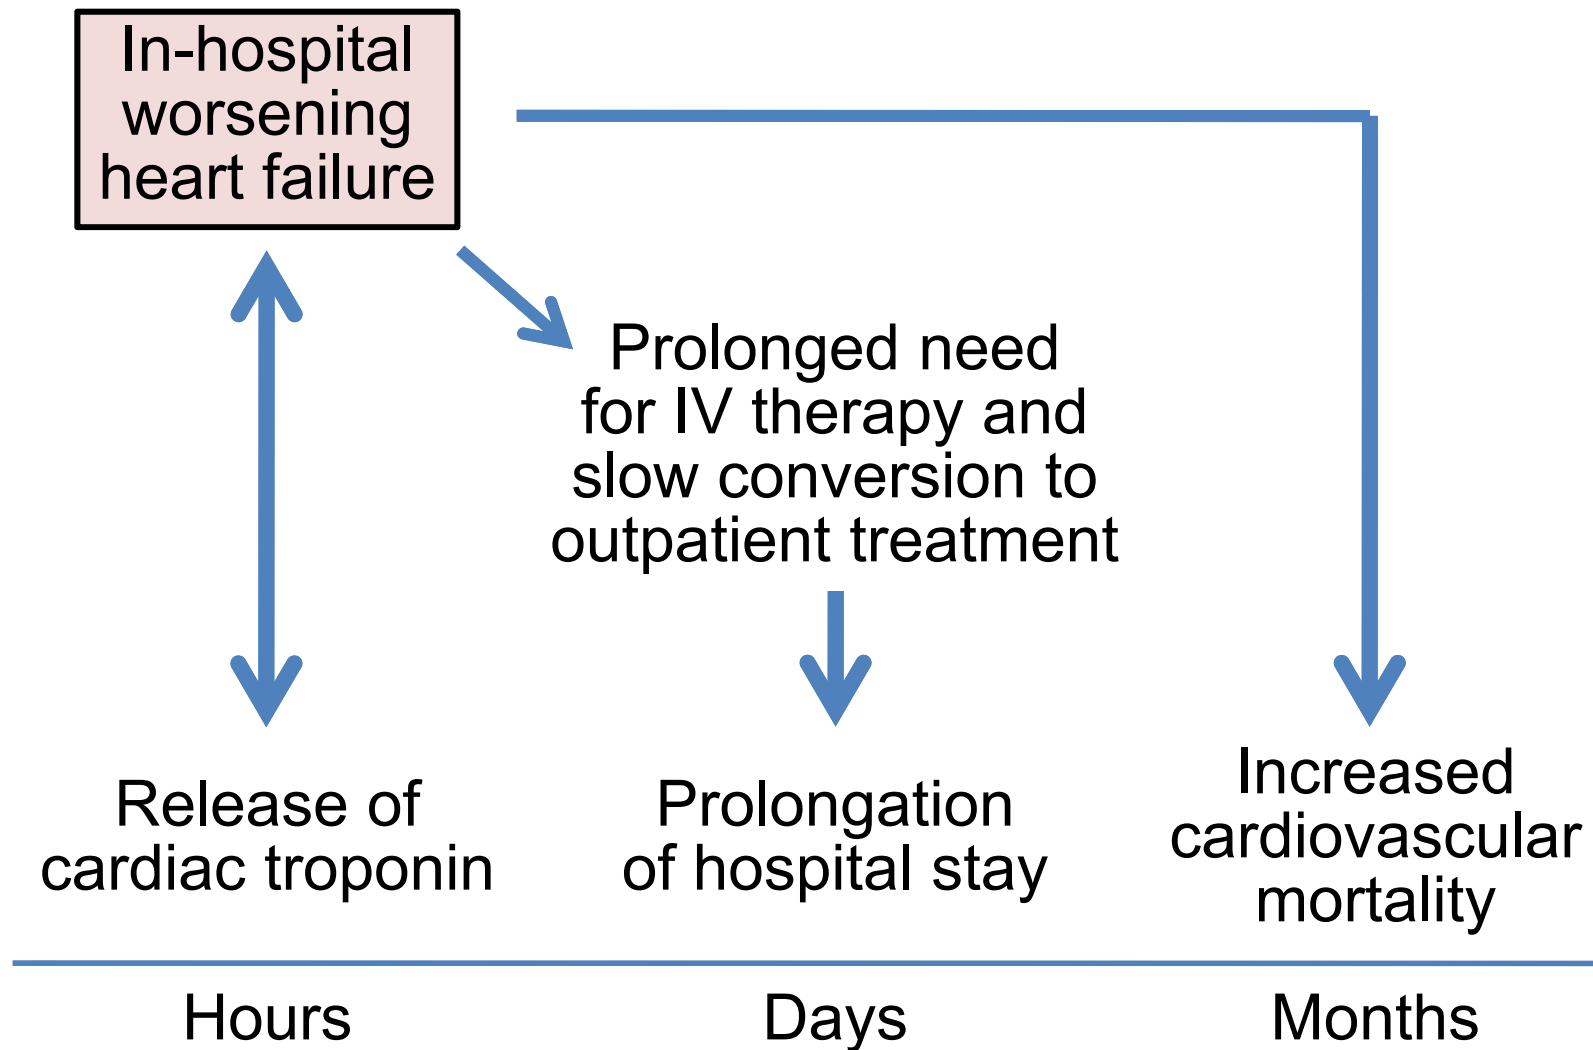 In-hospital
worsening
heart failure
Prolonged need
for IV therapy and
slow conversion to
outpatient treatment
Release of
cardiac troponin
Prolongation
of hospital stay
Increased
cardiovascular
mortality
Hours
Days
Months